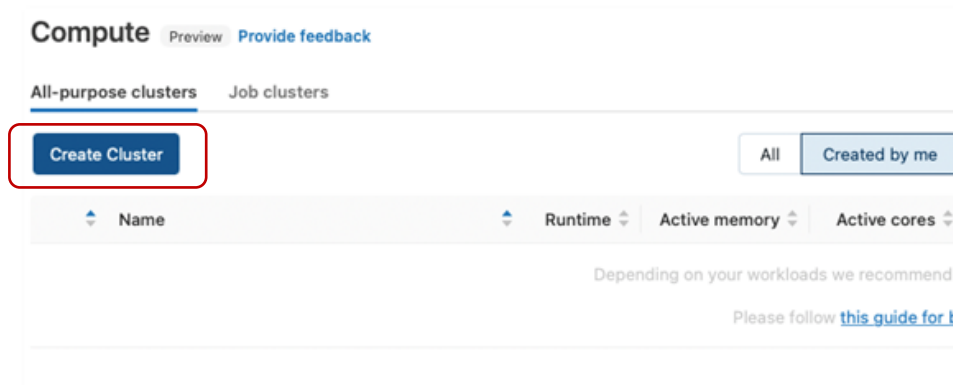 Compute Preview Provide feedback
All-purpose clusters Job clusters
Create Cluster All Created by me
Name Runtime Active memory Active cores
Depending on your workloads we recommend
Please follow this guide for